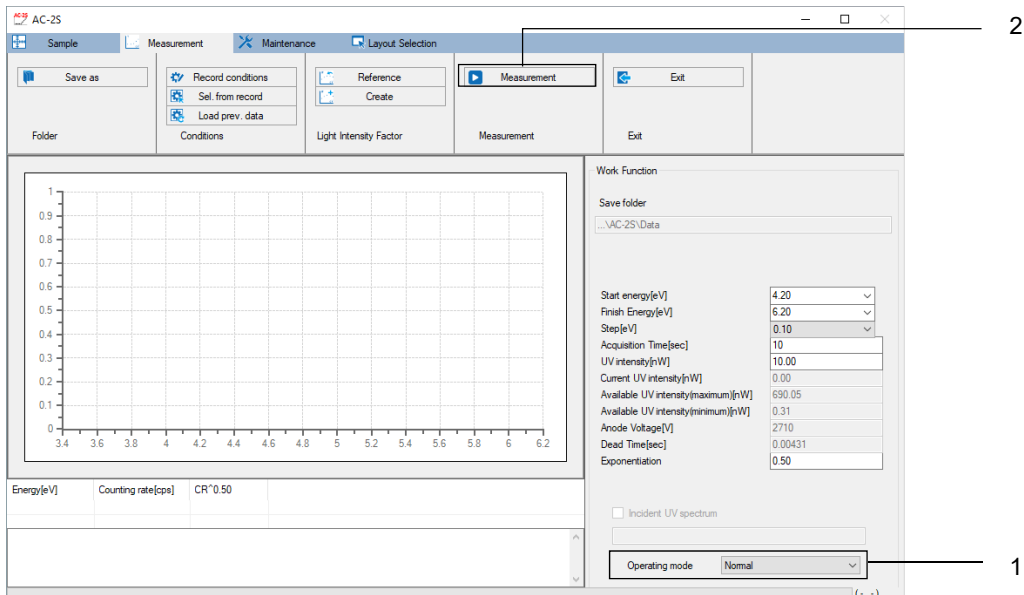 AC-2S AC-2S
2
Sample Measurement Maintenance Layout Selection
Save as Record conditions Reference Measurement Exit
Sel. from record Create
Load prev. data
Folder Conditions Light Intensity Factor Measurement Exit
Work Function
Save folder
...\AC-2S\Data
1
0.9
0.8
0.7
0.6
0.5
0.4
0.3
0.2
0.1
0
3.4 3.6 3.8 4 4.2 4.4 4.6 4.8 5 5.2 5.4 5.6 5.8 6 6.2
Start energy[eV] 4.20
Finish Energy[eV] 6.20
Step[eV] 0.10
Acquisition Time[sec] 10
UV intensity[nW] 10.00
Current UV intensity[nW] 0.00
Available UV intensity(maximum)[nW] 690.05
Available UV intensity(minimum)[nW] 0.31
Anode Voltage[V] 2710
Dead Time[sec] 0.00431
Exponentiation 0.50
Energy[eV] Counting rate[cps] CR^0.50
Incident UV spectrum
Operating mode Normal 1